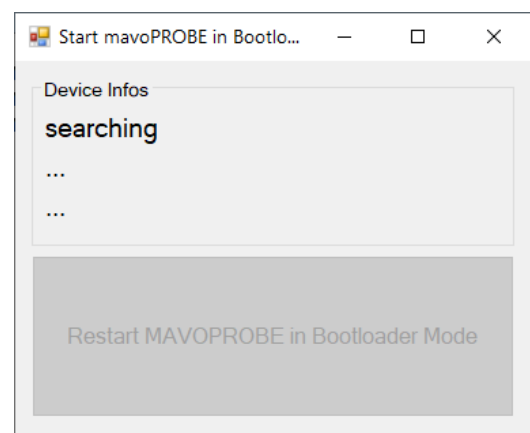 Start mavoPROBE in Bootlo...
Device Infos
searching
...
...
Restart MAVOPROBE in Bootloader Mode